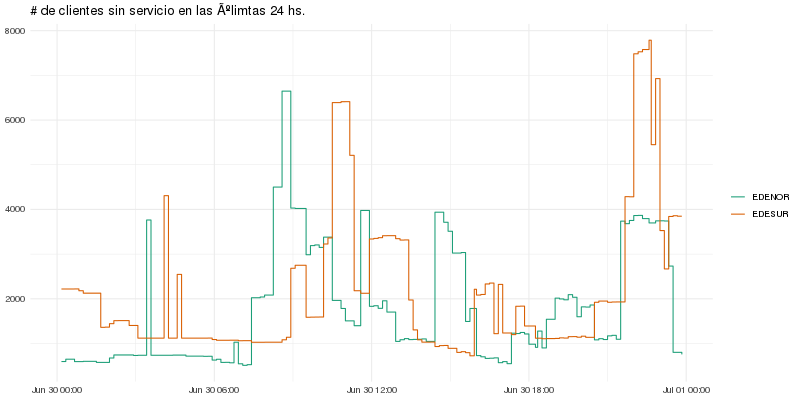 # de clientes sin servicio en las Ãºlimtas 24 hs.
8000
6000
4000
2000
Jun 30 00:00
Jun 30 06:00
Jun 30 12:00
Jun 30 18:00
Jul 01 00:00
EDENOR
EDESUR